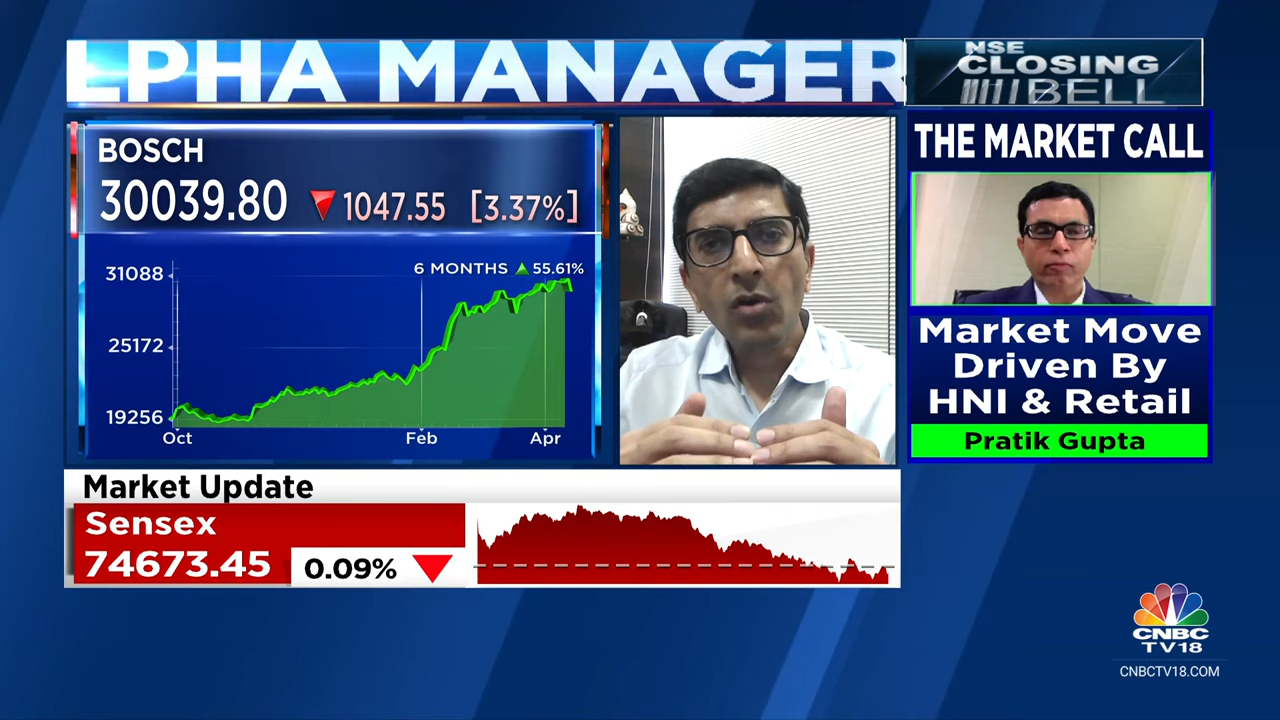 LPHA MANAGER
NSE
CLOSING
BELL
BOSCH
30039.80 1047.55 [3.37%]
6 MONTHS 55.61%
31088
25172
19256
Oct Feb Apr
THE MARKET CALL
Market Move
Driven By
HNI & Retail
Pratik Gupta
Market Update
Sensex
74673.45 0.09%
CNBC
TV18
CNBCTV18.COM